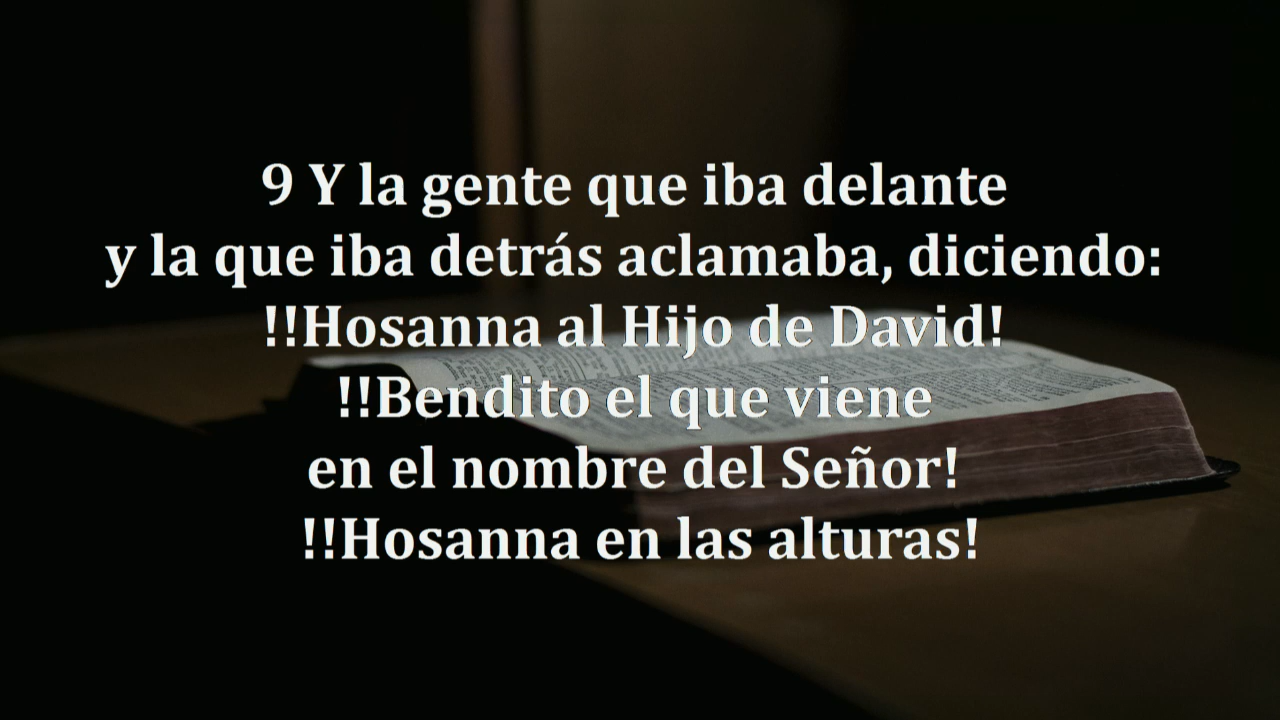 9 Y la gente que iba delante
y la que iba detrás aclamaba, diciendo:
!!Hosanna al Hijo de David!
!!Bendito el que viene
en el nombre del Señor!
!!Hosanna en las alturas!